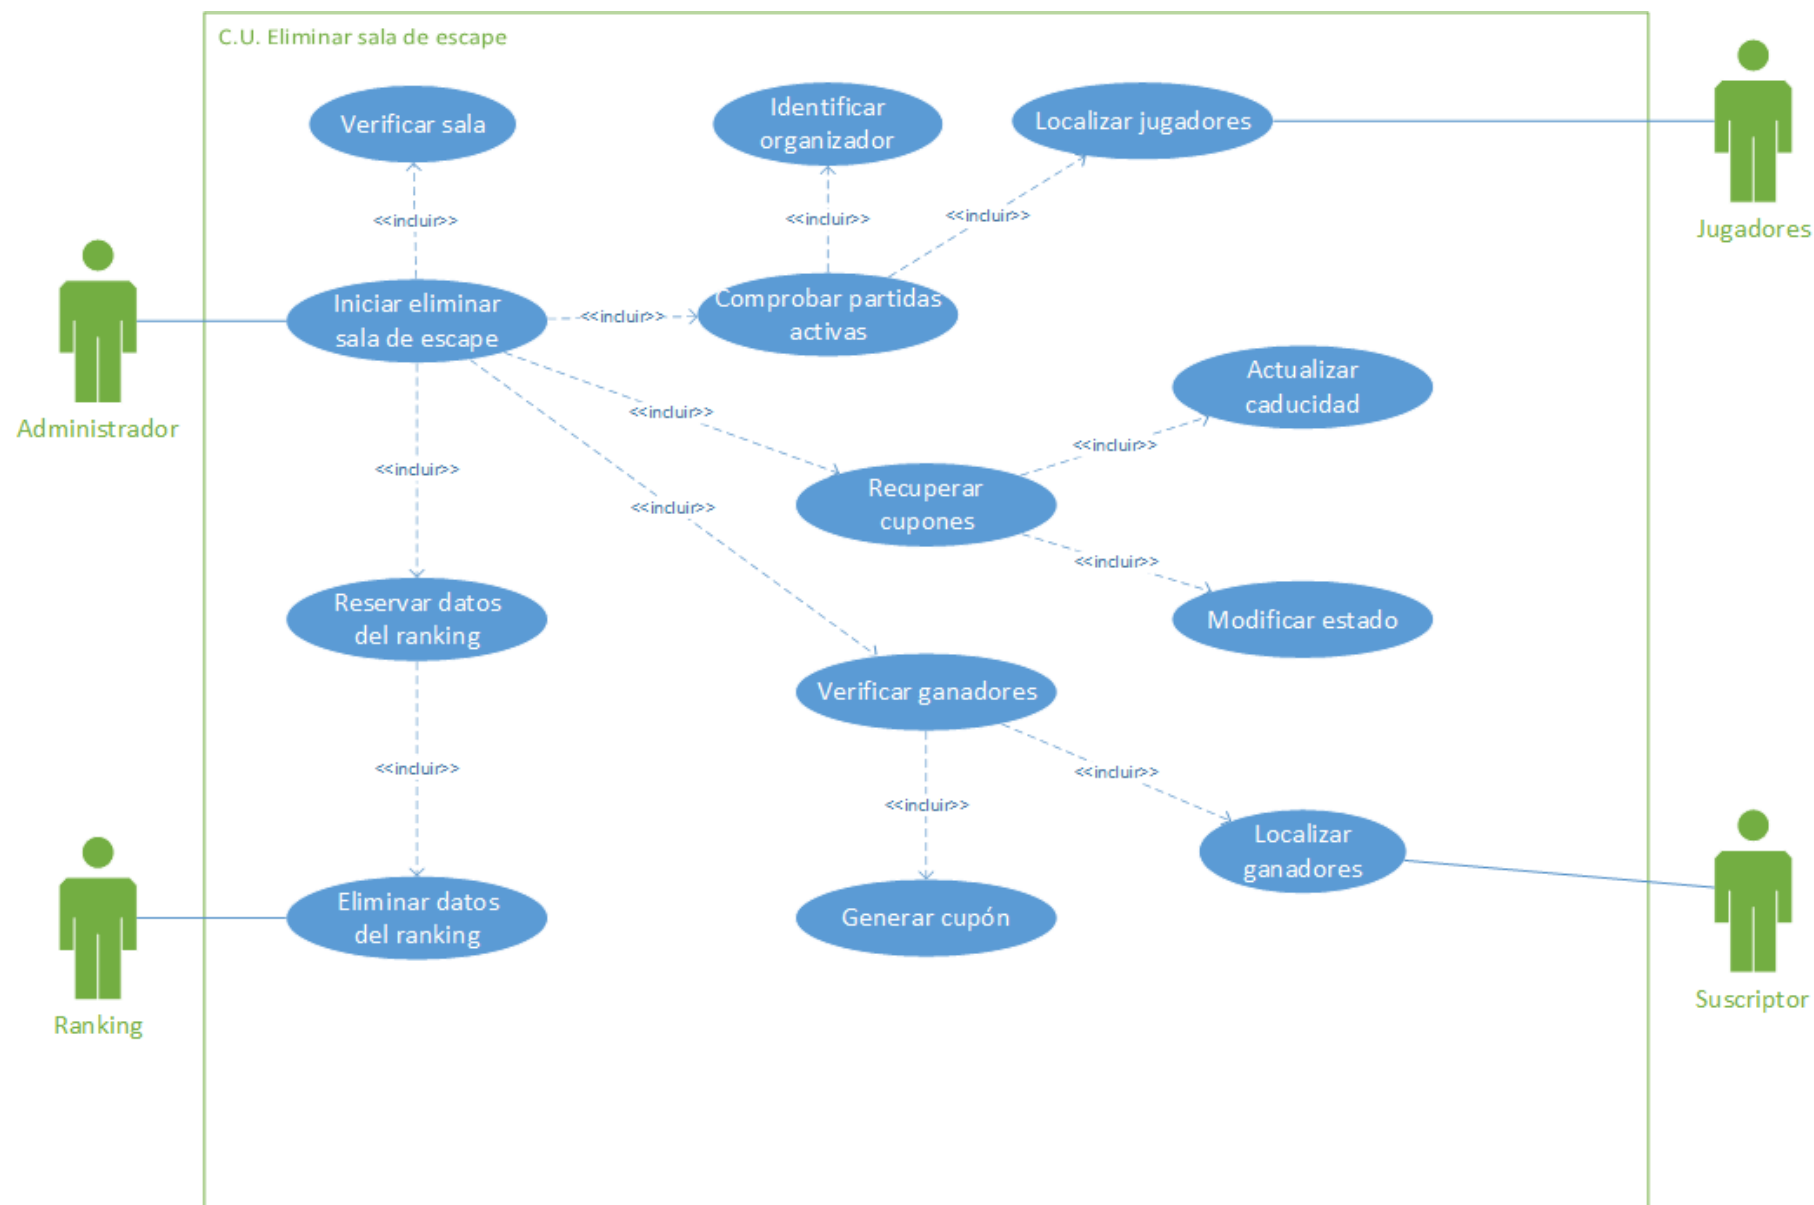 C.U. Eliminar sala de escape
Verificar sala
Identificar
organizador
Localizar jugadores
<<incluir>>
<<incluir>>
<<incluir>>
Jugadores
Iniciar eliminar
sala de escape
<<incluir>>
Comprobar partidas
activas
Administrador
Actualizar
caducidad
<<incluir>>
<<incluir>>
<<incluir>>
Recuperar
cupones
<<incluir>>
<<incluir>>
Reservar datos
del ranking
Modificar estado
Verificar ganadores
<<incluir>>
<<incluir>>
<<incluir>>
Localizar
ganadores
Eliminar datos
del ranking
Generar cupón
Ranking
Suscriptor